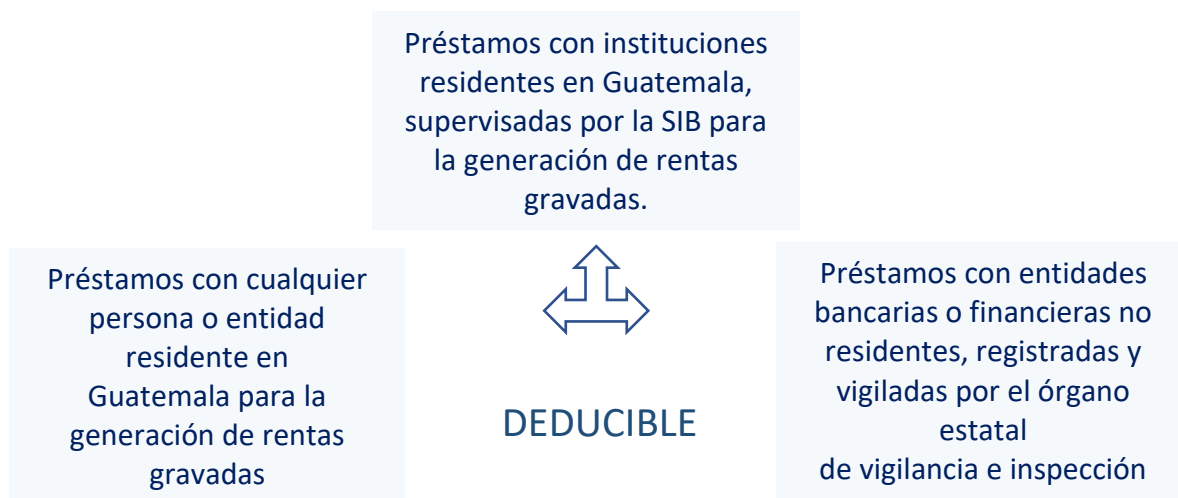 Préstamos con instituciones
residentes en Guatemala,
supervisadas por la SIB para
la generación de rentas
gravadas.
Préstamos con cualquier
persona o entidad
residente en
Guatemala para la
generación de rentas
gravadas
DEDUCIBLE
Préstamos con entidades
bancarias o financieras no
residentes, registradas y
vigiladas por el órgano
estatal
de vigilancia e inspección